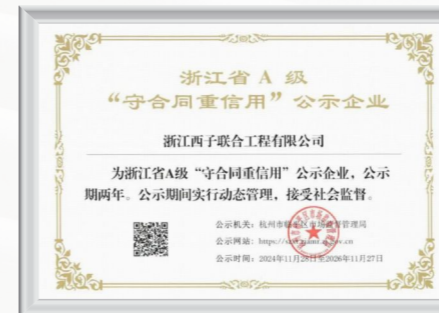 浙江省 A 级
“守合同重信用”公示企业
浙江西子联合工程有限公司
为浙江省A级“守合同重信用”公示企业，公示
期两年。公示期间实行动态管理，接受社会监督。
公示机关：杭州市 管理局
公示网站：https:// .gov.cn
公示时间：2024年11月28日至2026年11月27日